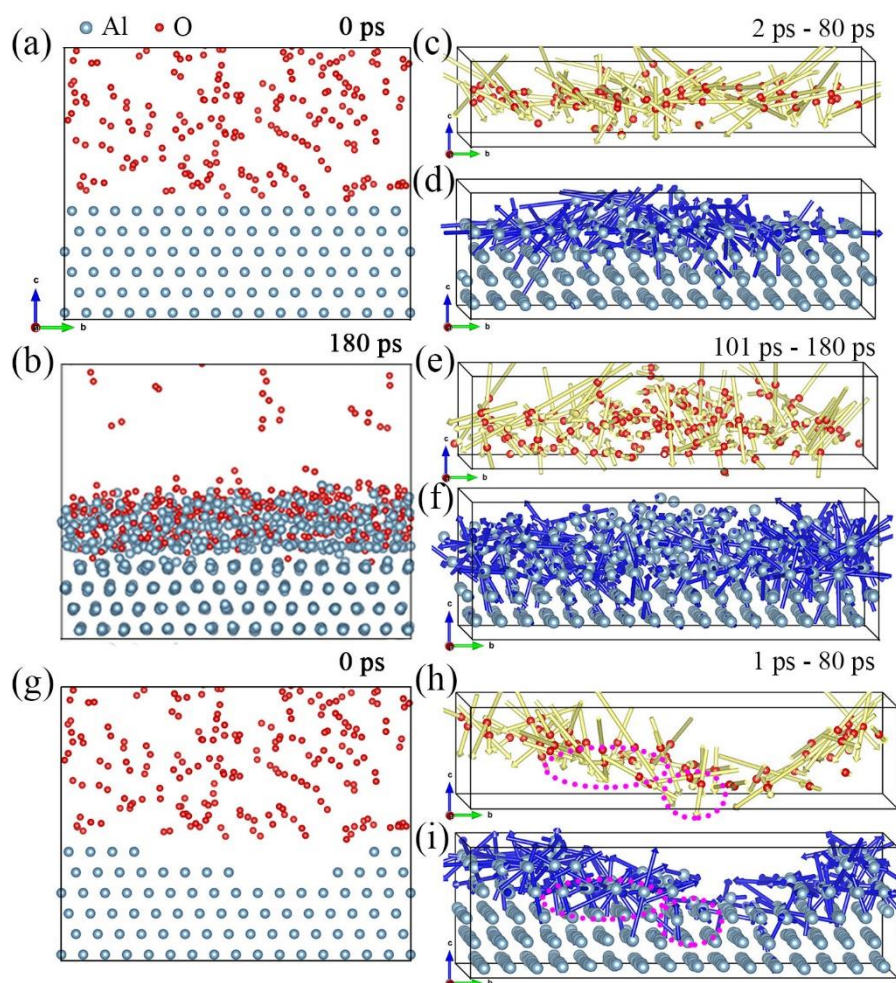 Al O
(a) 0 ps
c
b
(b) 180 ps
(c) 2 ps - 80 ps
c
b
(d)
c
b
(e) 101 ps - 180 ps
c
b
(f)
c
b
(g) 0 ps
(h) 1 ps - 80 ps
c
b
(i)
c
b